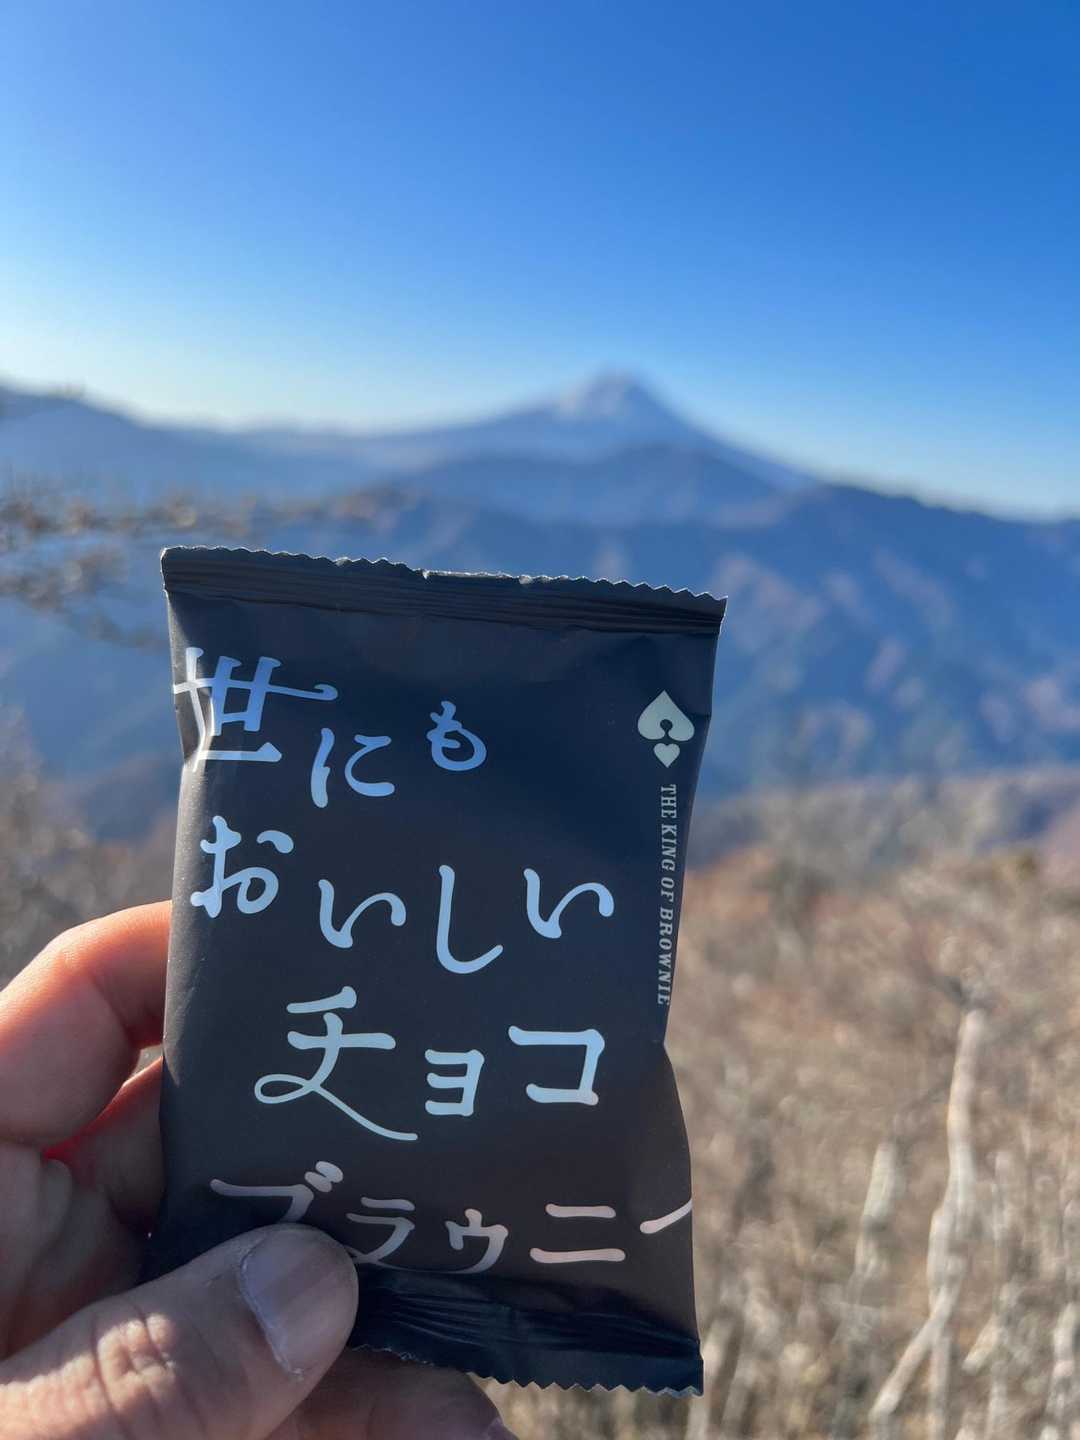 世にも
おいしい
チョコ
ブラウニー
THE KING OF BROWNIE